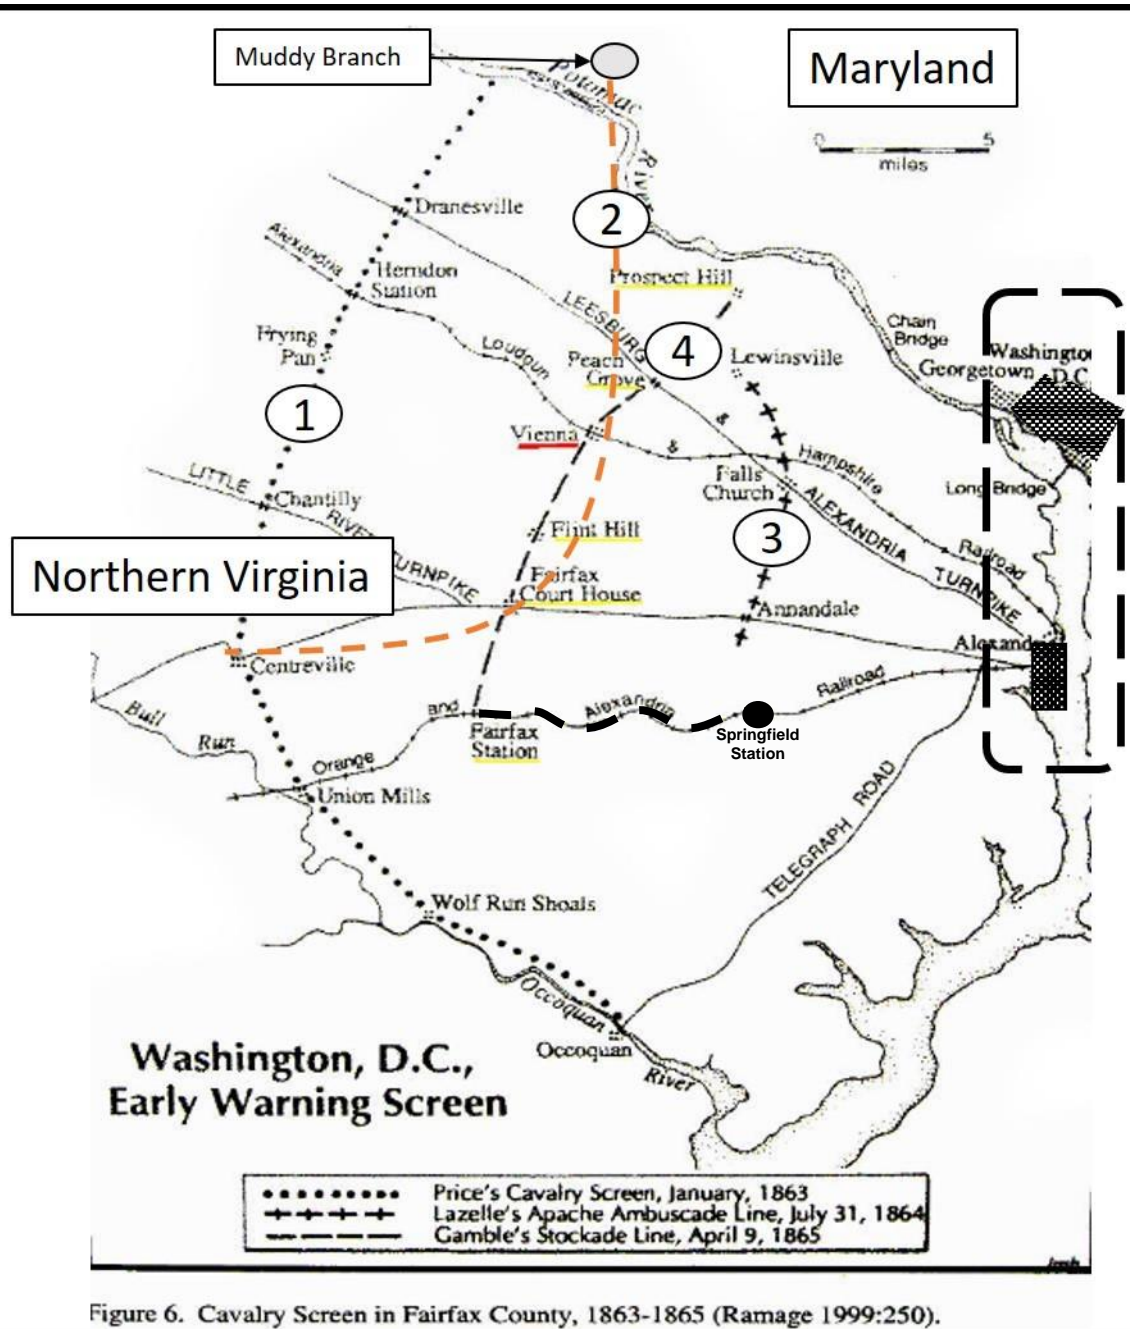 Muddy Branch
Maryland
Potomac
River
0 5
miles
2
Dranesville
Alexandria
Herndon
Station
Prospect Hill
LEESBURG
Loudoun
Frying
Pan
Peach
Grove
4
Lewinsville
Chain
Bridge
Washington
D.C.
Georgetown
1
Vienna
&
&
Hampshire
LITTLE
Chantilly
RIVER TURNPIKE
Falls
Church
ALEXANDRIA
Long Bridge
3
Flint Hill
Railroad
TURNPIKE
Northern Virginia
Fairfax
Court House
Annandale
Alexandria
Centreville
Railroad
Bull
Run
and
Alexandria
Fairfax
Station
Springfield
Station
Orange
Union Mills
TELEGRAPH ROAD
Wolf Run Shoals
Occoquan
Occoquan
River
Washington, D.C.,
Early Warning Screen
Price's Cavalry Screen, January, 1863
Lazelle's Apache Ambuscade Line, July 31, 1864
Gamble's Stockade Line, April 9, 1865
Figure 6. Cavalry Screen in Fairfax County, 1863-1865 (Ramage 1999:250).